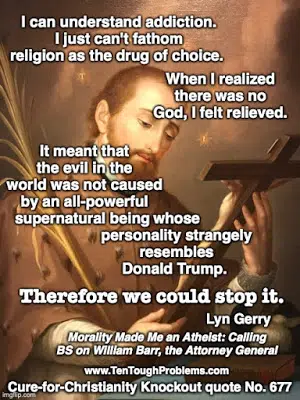 I can understand addiction.
I just can't fathom
religion as the drug of choice.
When I realized
there was no
God, I felt relieved.
It meant that
the evil in the
world was not caused
by an all-powerful
supernatural being whose
personality strangely
resembles
Donald Trump.
Therefore we could stop it.
Lyn Gerry
Morality Made Me an Atheist: Calling
BS on William Barr, the Attorney General
www.TenToughProblems.com
Cure-for-Christianity Knockout quote No. 677
imgflip.com